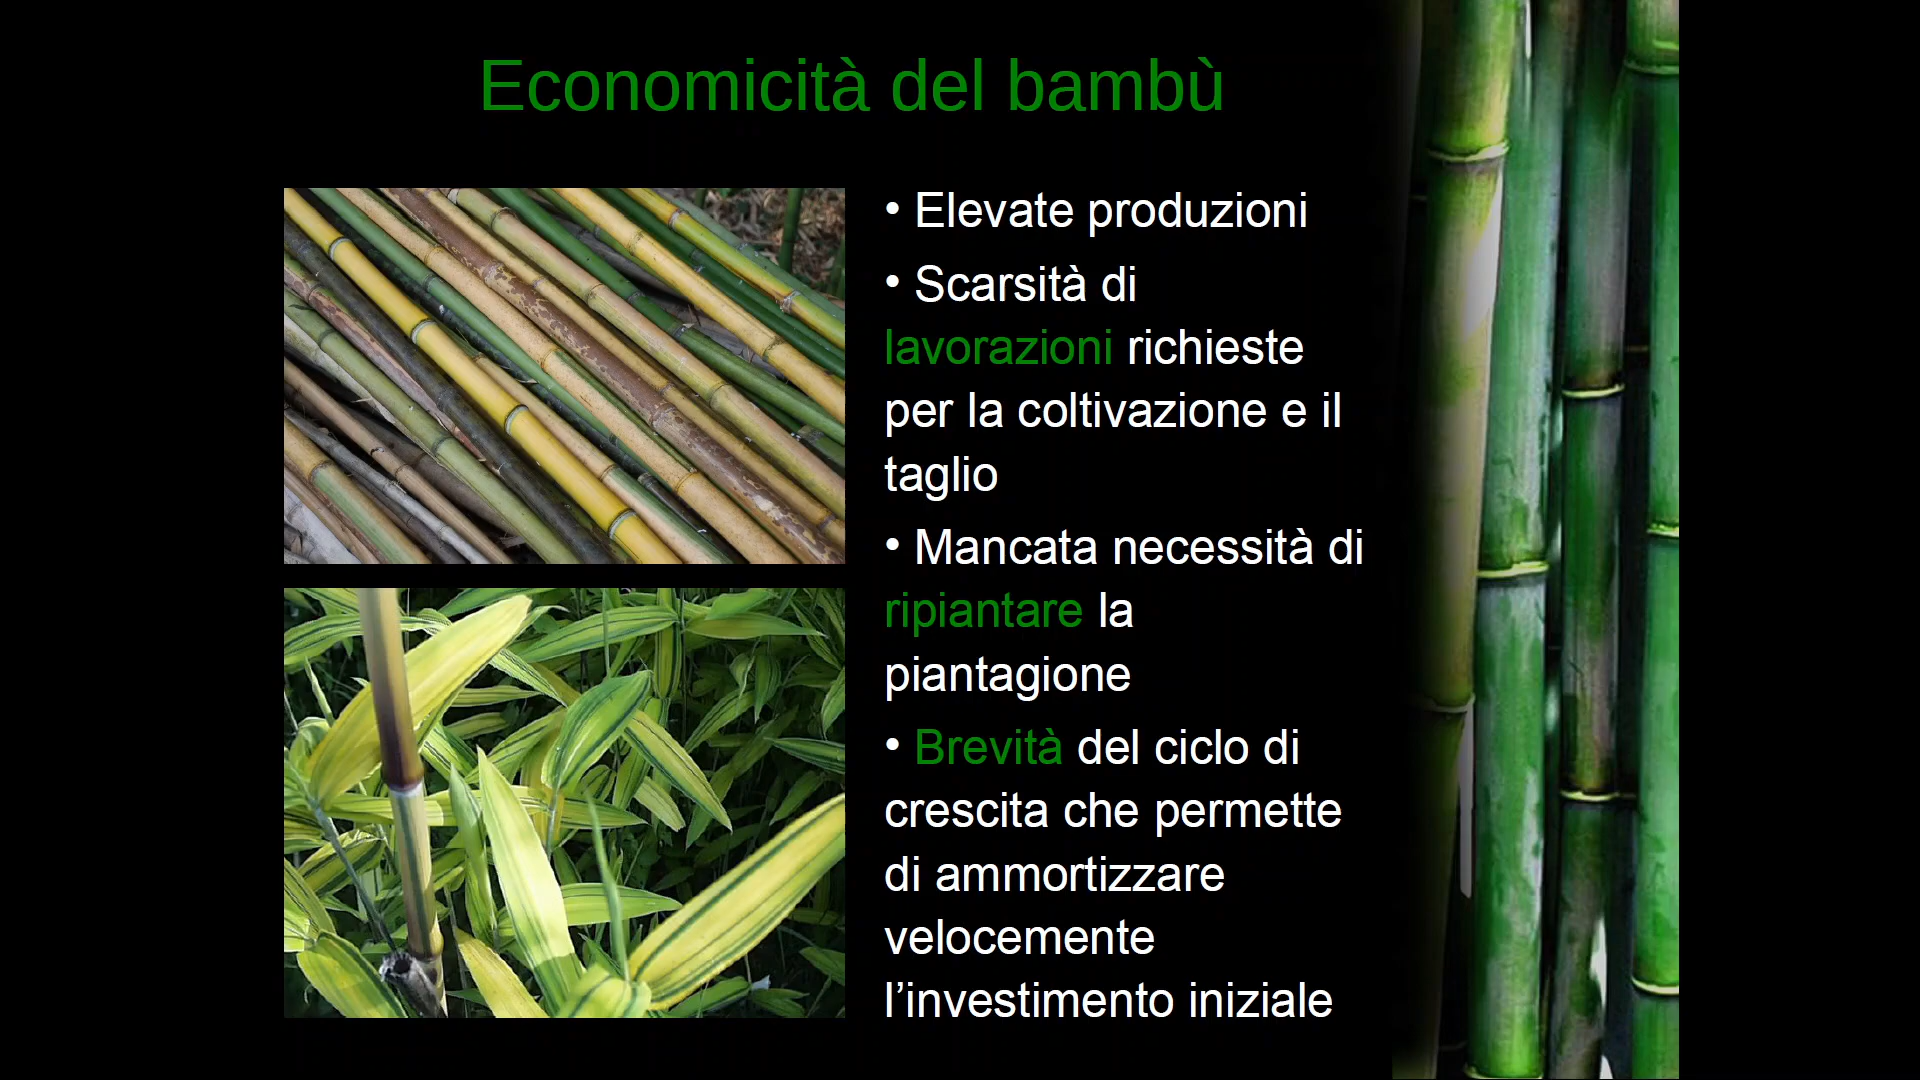 Economicità del bambù
• Elevate produzioni
• Scarsità di
lavorazioni richieste
per la coltivazione e il
taglio
• Mancata necessità di
ripiantare la
piantagione
• Brevità del ciclo di
crescita che permette
di ammortizzare
velocemente
l’investimento iniziale